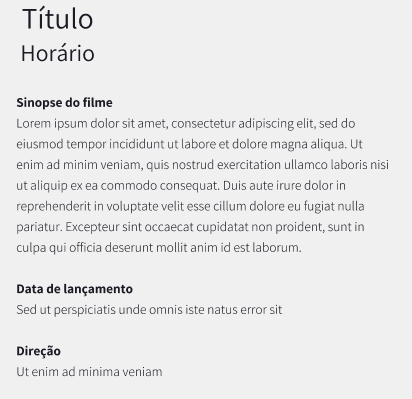 Título
Horário
Sinopse do filme
Lorem ipsum dolor sit amet, consectetur adipiscing elit, sed do
eiusmod tempor incididunt ut labore et dolore magna aliqua. Ut
enim ad minim veniam, quis nostrud exercitation ullamco laboris nisi
ut aliquip ex ea commodo consequat. Duis aute irure dolor in
reprehenderit in voluptate velit esse cillum dolore eu fugiat nulla
pariatur. Excepteur sint occaecat cupidatat non proident, sunt in
culpa qui officia deserunt mollit anim id est laborum.
Data de lançamento
Sed ut perspiciatis unde omnis iste natus error sit
Direção
Ut enim ad minima veniam